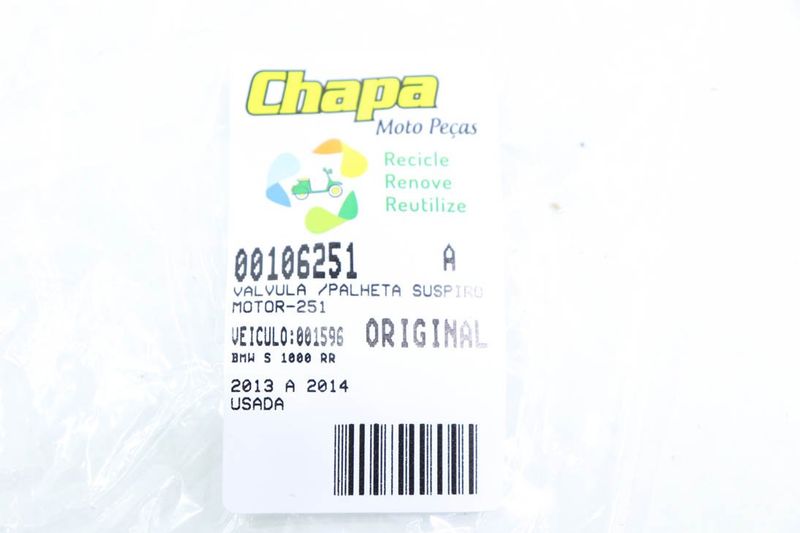 Chapa
Moto Peças
Recicle
Renove
Reutilize
00106251 A
VALVULA /PALHETA SUSPIRO
MOTOR-251
VEICULO:001596 ORIGINAL
BMW S 1000 RR
2013 A 2014
USADA